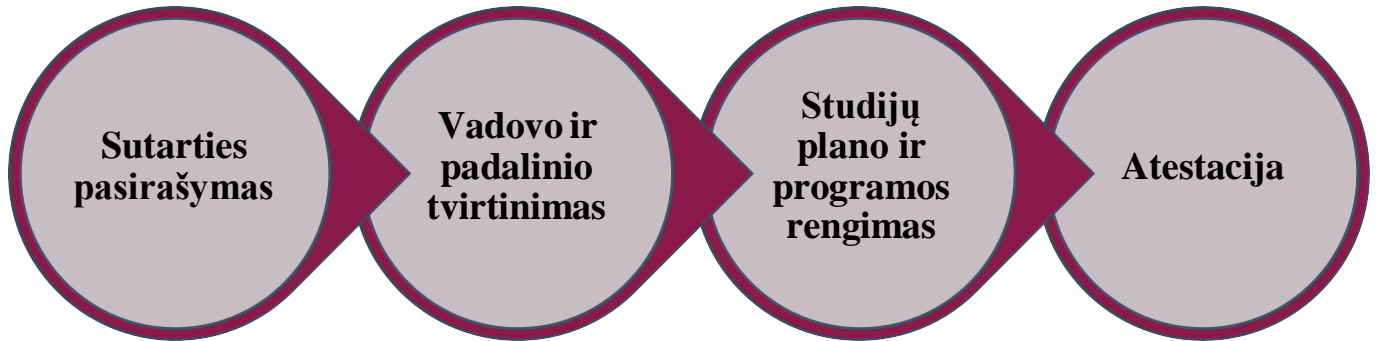 Sutarties
pasirašymas
Vadovo ir
padalinio
tvirtinimas
Studijų
plano ir
programos
rengimas
Atestacija